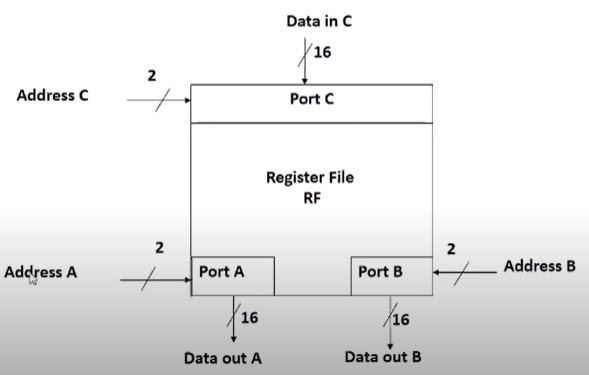 Data in C
16
2
Address C
Port C
Register File
RF
2
2
Address A
Port A
Port B
Address B
16
16
Data out A
Data out B